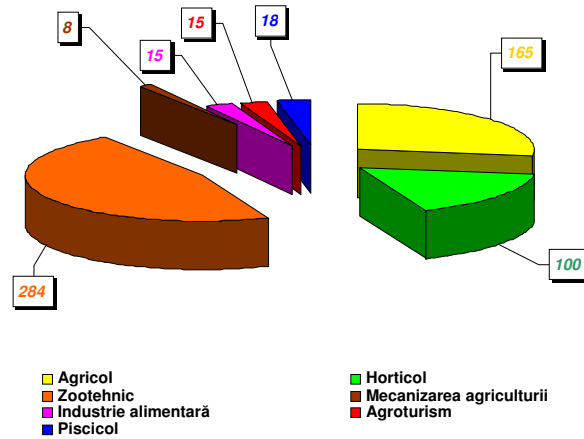 8
15
15
18
165
284
100
Agricol
Horticol
Zootehnic
Mecanizarea agriculturii
Industrie alimentară
Agroturism
Piscicol